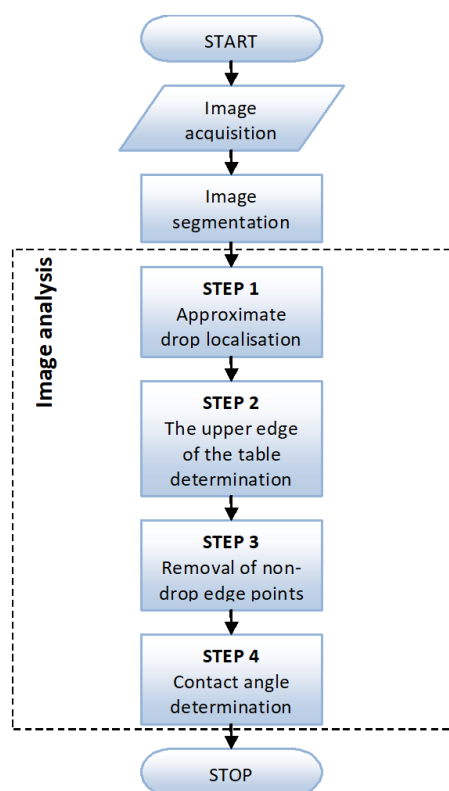 START
Image
acquisition
Image
segmentation
Image analysis
STEP 1
Approximate
drop localisation
STEP 2
The upper edge
of the table
determination
STEP 3
Removal of non-
drop edge points
STEP 4
Contact angle
determination
STOP